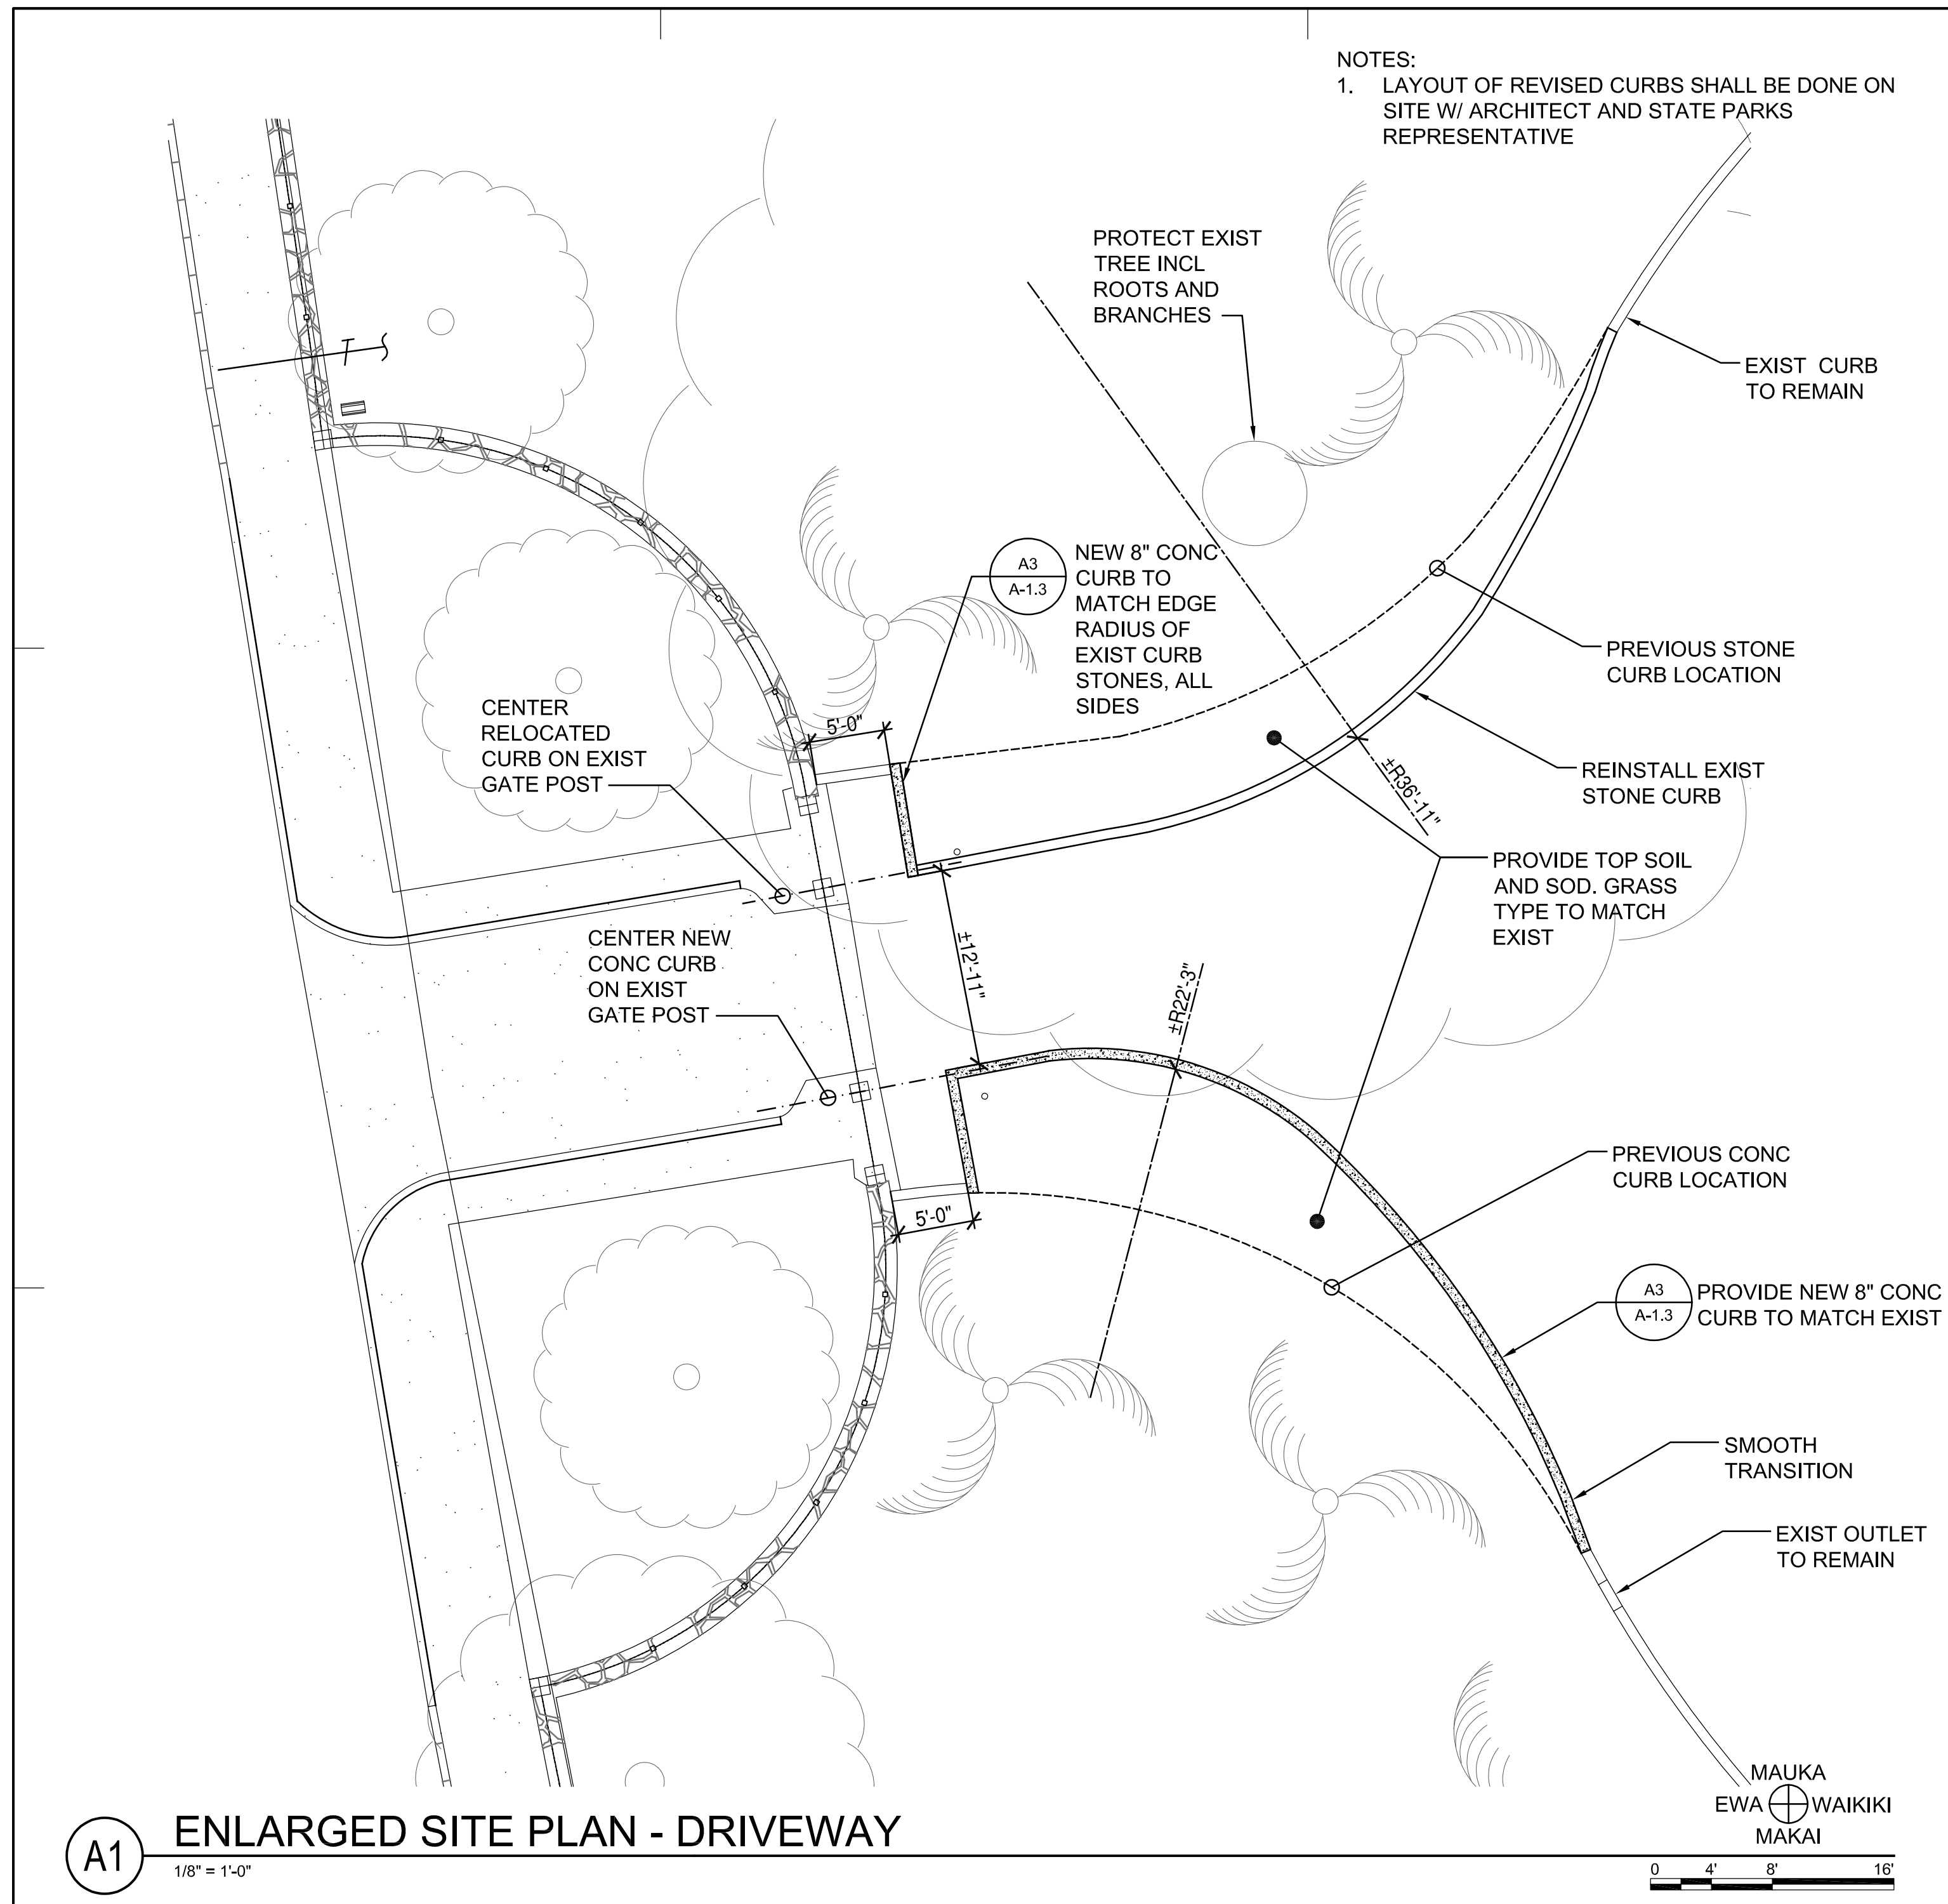 NOTES:
1. LAYOUT OF REVISED CURBS SHALL BE DONE ON
SITE W/ ARCHITECT AND STATE PARKS
REPRESENTATIVE
PROTECT EXIST
TREE INCL
ROOTS AND
BRANCHES
EXIST CURB
TO REMAIN
A3
A-1.3
NEW 8" CONC
CURB TO
MATCH EDGE
RADIUS OF
EXIST CURB
STONES, ALL
SIDES
PREVIOUS STONE
CURB LOCATION
CENTER
RELOCATED
CURB ON EXIST
GATE POST
5'-0"
±R36'-11"
REINSTALL EXIST
STONE CURB
PROVIDE TOP SOIL
AND SOD. GRASS
TYPE TO MATCH
EXIST
CENTER NEW
CONC CURB
ON EXIST
GATE POST
±12'-11"
±R22'-3"
PREVIOUS CONC
CURB LOCATION
5'-0"
A3
A-1.3
PROVIDE NEW 8" CONC
CURB TO MATCH EXIST
SMOOTH
TRANSITION
EXIST OUTLET
TO REMAIN
MAUKA
EWA WAIKIKI
MAKAI
A1
ENLARGED SITE PLAN - DRIVEWAY
1/8" = 1'-0"
0 4' 8' 16'